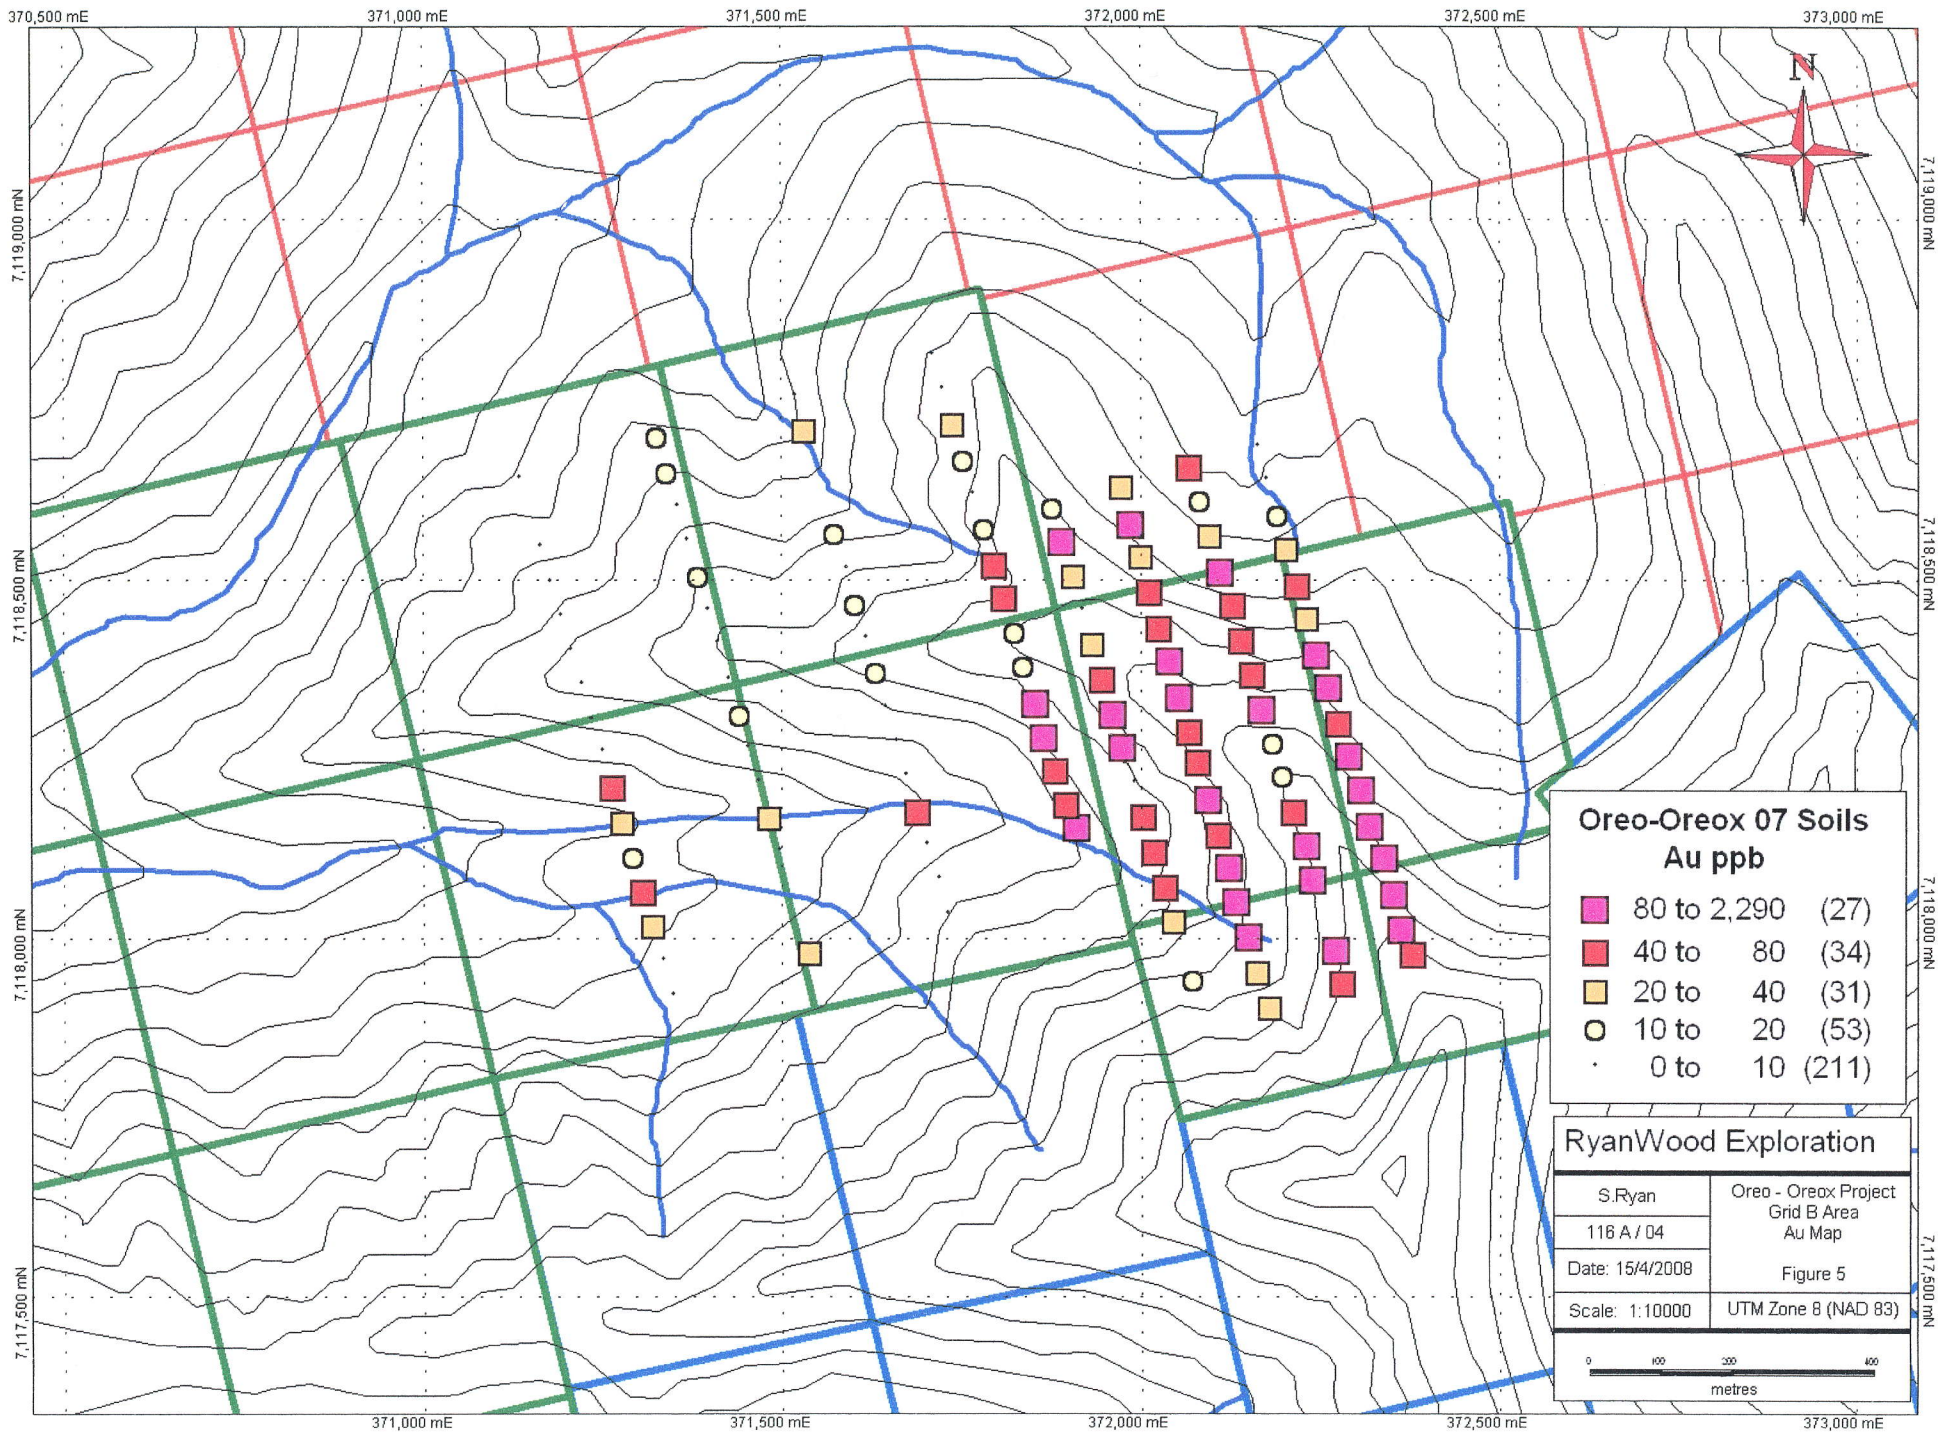 370,500 mE 371,000 mE 371,500 mE 372,000 mE 372,500 mE 373,000 mE
N
7,119,000 mN
7,119,000 mN
7,118,500 mN
7,118,500 mN
7,118,000 mN
7,118,000 mN
7,117,500 mN
7,117,500 mN
Oreo-Oreox 07 Soils
Au ppb
80 to 2,290 (27)
40 to 80 (34)
20 to 40 (31)
10 to 20 (53)
0 to 10 (211)
RyanWood Exploration
S.Ryan
116 A / 04
Date: 15/4/2008
Scale: 1:10000
Oreo - Oreox Project
Grid B Area
Au Map
Figure 5
UTM Zone 8 (NAD 83)
0 100 200 400
metres
371,000 mE 371,500 mE 372,000 mE 372,500 mE 373,000 mE